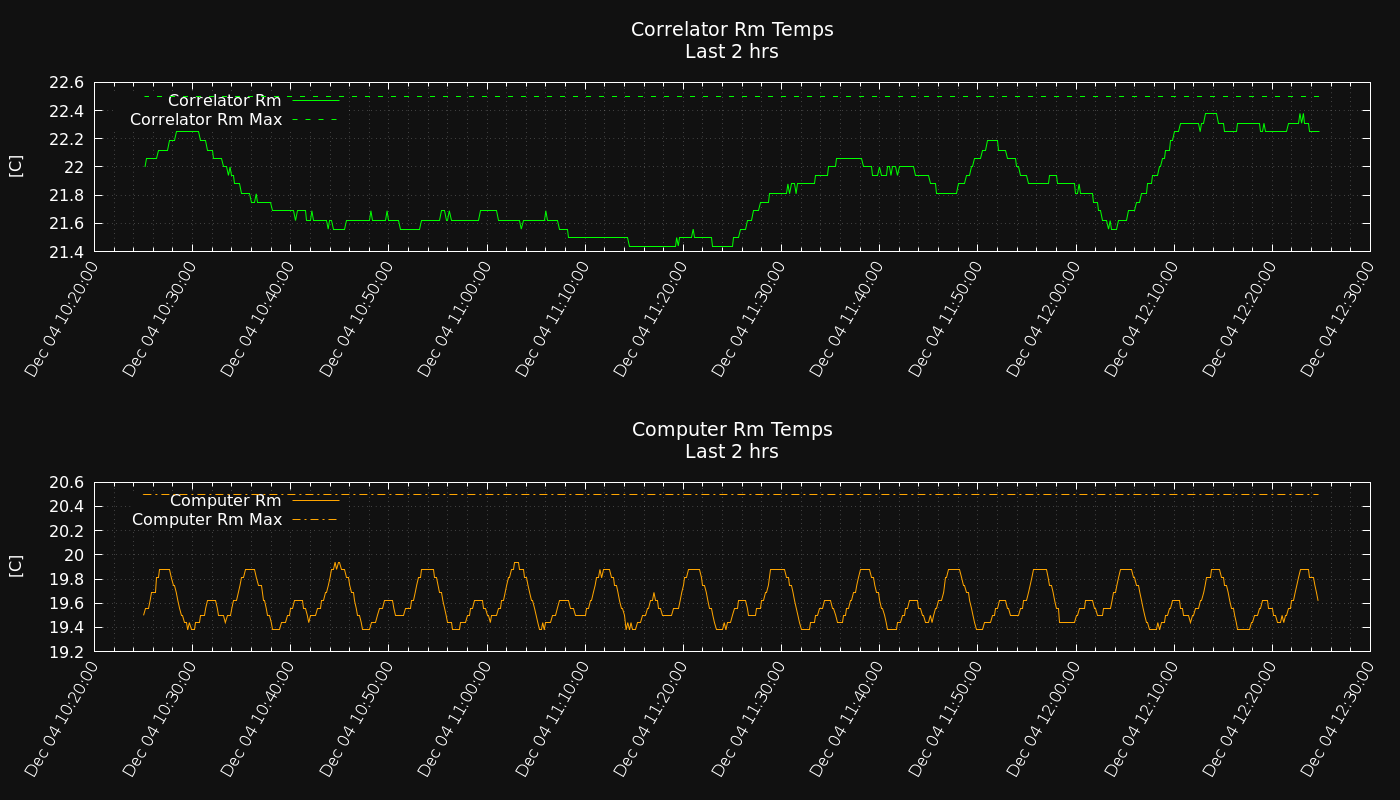 Correlator Rm Temps
Last 2 hrs
[C]
22.6
22.4
22.2
22
21.8
21.6
21.4
Correlator Rm
Correlator Rm Max
Dec 04 10:20:00
Dec 04 10:30:00
Dec 04 10:40:00
Dec 04 10:50:00
Dec 04 11:00:00
Dec 04 11:10:00
Dec 04 11:20:00
Dec 04 11:30:00
Dec 04 11:40:00
Dec 04 11:50:00
Dec 04 12:00:00
Dec 04 12:10:00
Dec 04 12:20:00
Dec 04 12:30:00
Computer Rm Temps
Last 2 hrs
[C]
20.6
20.4
20.2
20
19.8
19.6
19.4
19.2
Computer Rm
Computer Rm Max
Dec 04 10:20:00
Dec 04 10:30:00
Dec 04 10:40:00
Dec 04 10:50:00
Dec 04 11:00:00
Dec 04 11:10:00
Dec 04 11:20:00
Dec 04 11:30:00
Dec 04 11:40:00
Dec 04 11:50:00
Dec 04 12:00:00
Dec 04 12:10:00
Dec 04 12:20:00
Dec 04 12:30:00